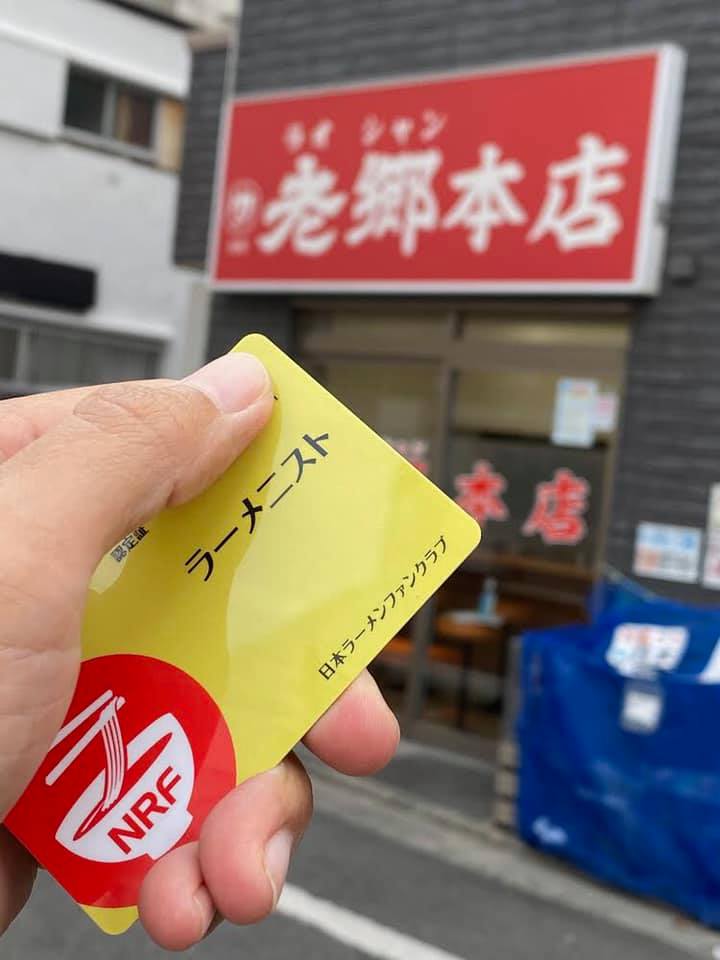 ライ シャン
老郷本店
ラーメニスト
認定証
日本ラーメンファンクラブ
NRF
本店